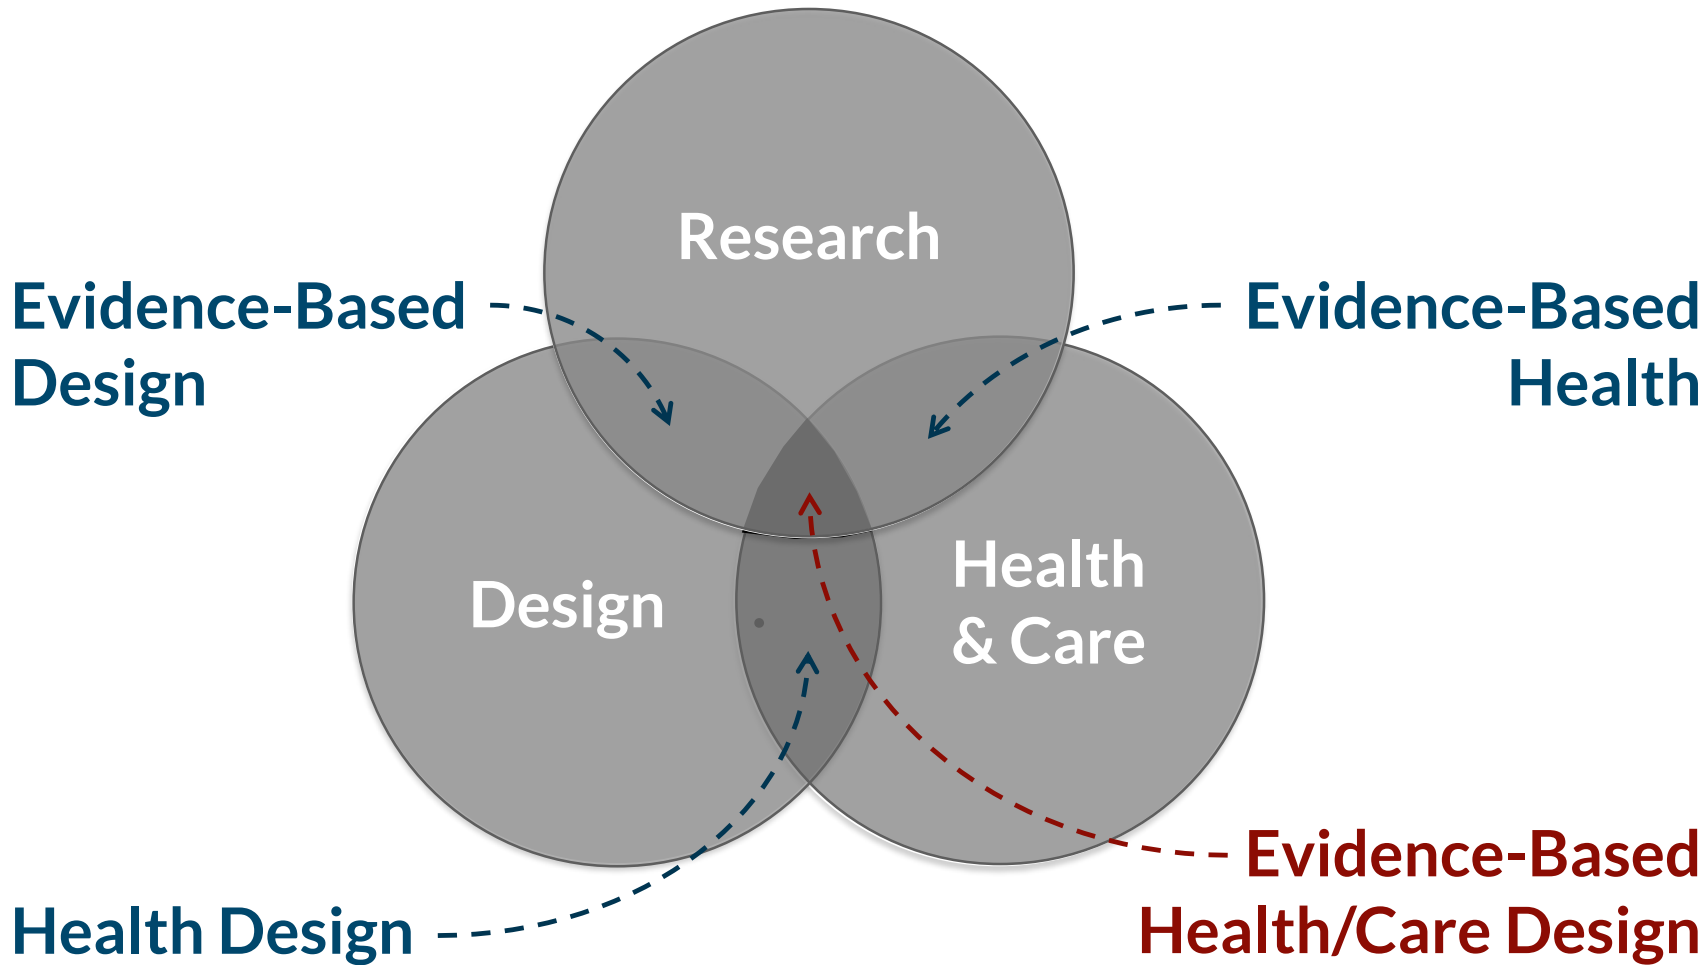 Research
Evidence-Based
Design
Evidence-Based
Health
Design
Health
& Care
Health Design
Evidence-Based
Health/Care Design